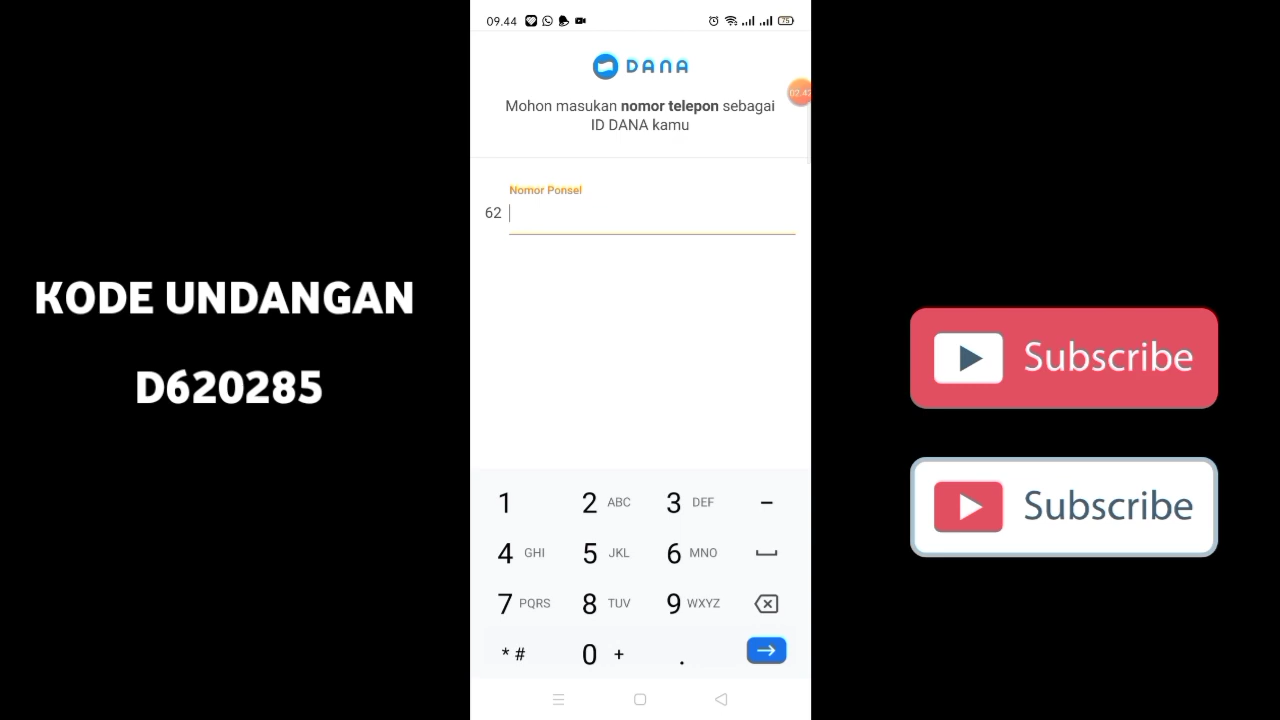 09.44
75
DANA
Mohon masukan nomor telepon sebagai
ID DANA kamu
Nomor Ponsel
62
KODE UNDANGAN
D620285
Subscribe
Subscribe
1 2 ABC 3 DEF -
4 GHI 5 JKL 6 MNO
7 PQRS 8 TUV 9 WXYZ
* # 0 + .